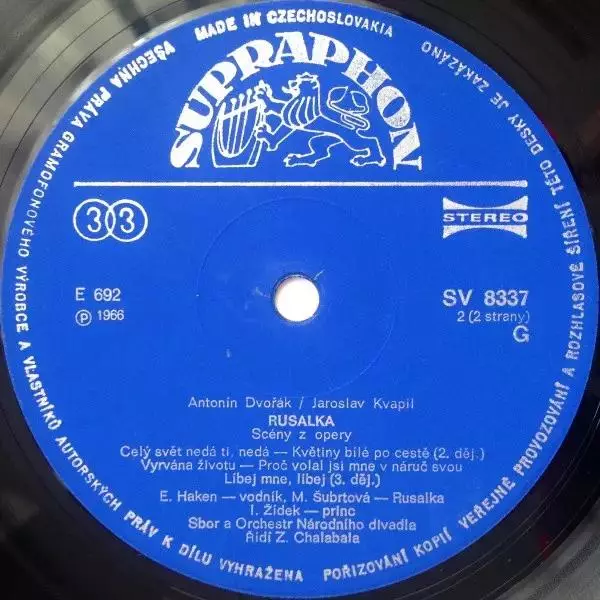 MADE IN CZECHOSLOVAKIA
VŠECHNA PRÁVA GRAMOFONOVÉHO VÝROBCE A VLASTNÍKŮ AUTORSKÝCH PRÁV K DÍLU VYHRAŽENA POŘIZOVÁNÍ KOPIÍ VEŘEJNÉ PROVOZOVÁNÍ A ROZHLASOVÉ ŠÍŘENÍ TÉTO DESKY JE ZAKÁZÁNO
SUPRAPHON
33
STEREO
E 692
SV 8337
Ⓟ 1966
2 (2 strany)
G
Antonín Dvořák / Jaroslav Kvapil
RUSALKA
Scény z opery
Celý svět nedá ti, nedá — Květiny bílé po cestě (2. děj.)
Vyrvána životu — Proč volal jsi mne v náruč svou
Líbej mne, líbej (3. děj.)
E. Haken — vodník, M. Šubrtová — Rusalka
I. Žídek — princ
Sbor a Orchestr Národního divadla
Řídí Z. Chalabala